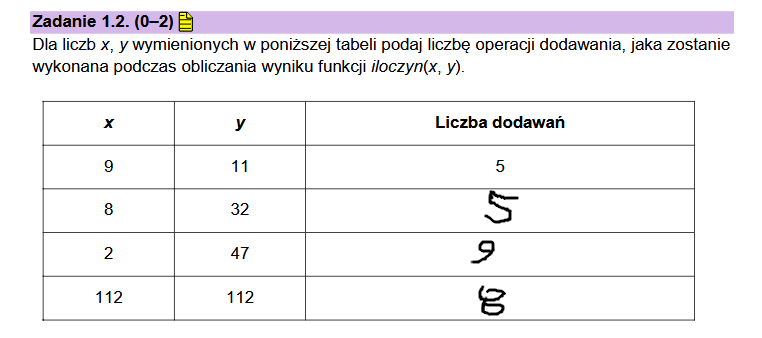 Zadanie 1.2. (0–2)
Dla liczb x, y wymienionych w poniższej tabeli podaj liczbę operacji dodawania, jaka zostanie
wykonana podczas obliczania wyniku funkcji iloczyn(x, y).
x y Liczba dodawań
9 11 5
8 32 5
2 47 9
112 112 8